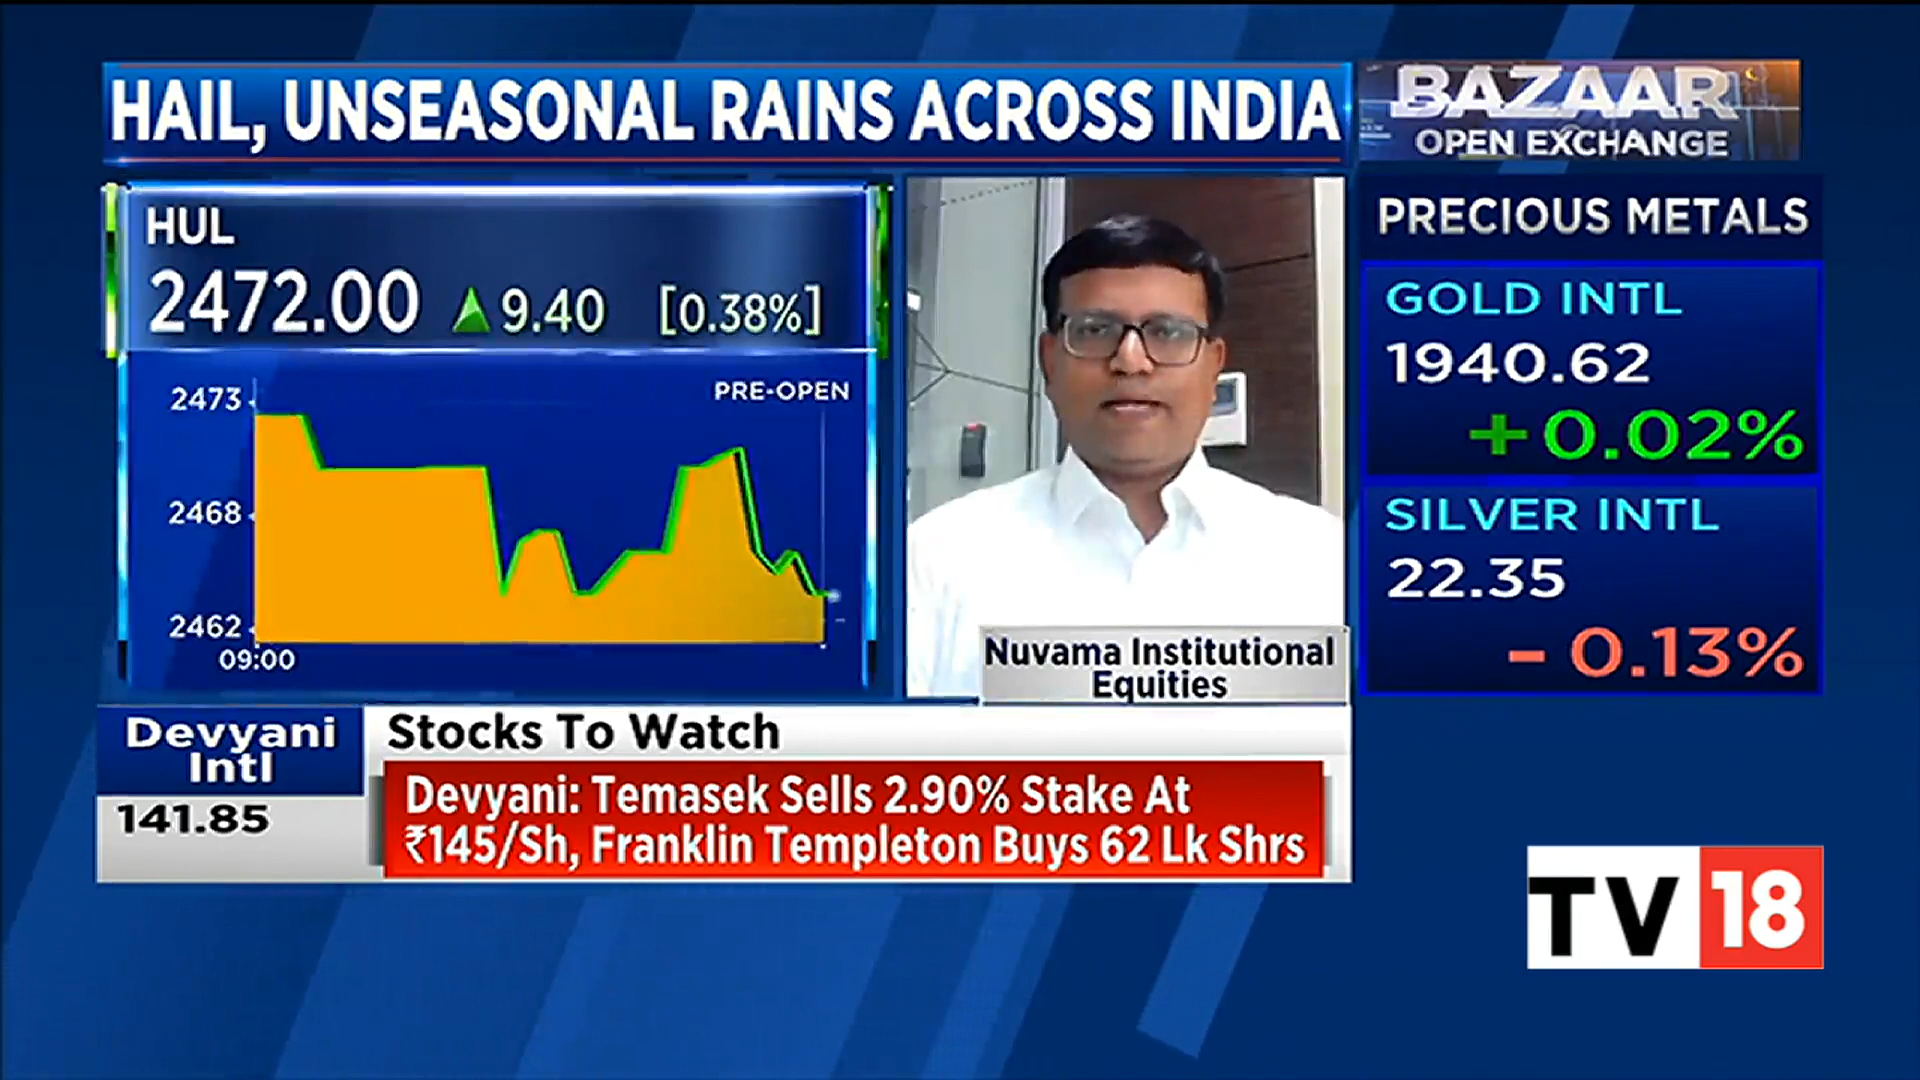 HAIL, UNSEASONAL RAINS ACROSS INDIA
BAZAAR
OPEN EXCHANGE
HUL
2472.00 ▲ 9.40 [0.38%]
PRE-OPEN
2473
2468
2462
09:00
Nuvama Institutional
Equities
PRECIOUS METALS
GOLD INTL
1940.62
+0.02%
SILVER INTL
22.35
- 0.13%
Devyani
Intl
141.85
Stocks To Watch
Devyani: Temasek Sells 2.90% Stake At
₹145/Sh, Franklin Templeton Buys 62 Lk Shrs
TV18